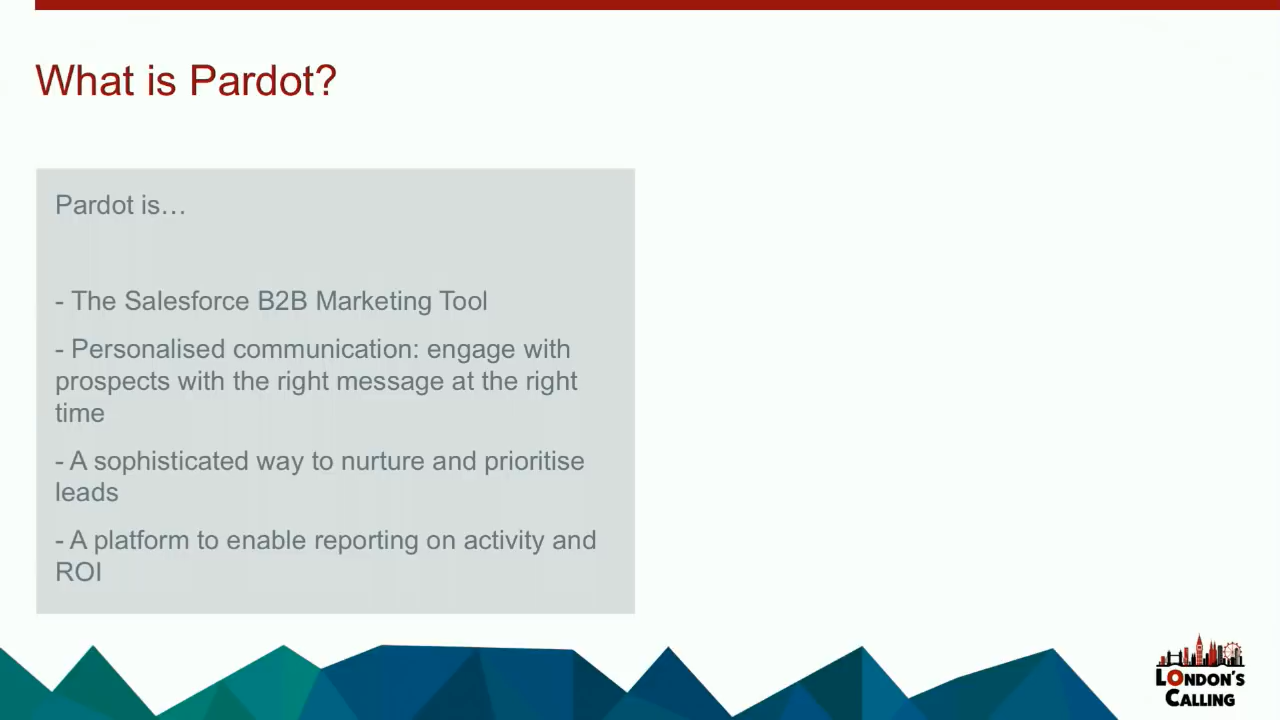 What is Pardot?
Pardot is…
- The Salesforce B2B Marketing Tool
- Personalised communication: engage with
prospects with the right message at the right
time
- A sophisticated way to nurture and prioritise
leads
- A platform to enable reporting on activity and
ROI
LONDON'S
CALLING